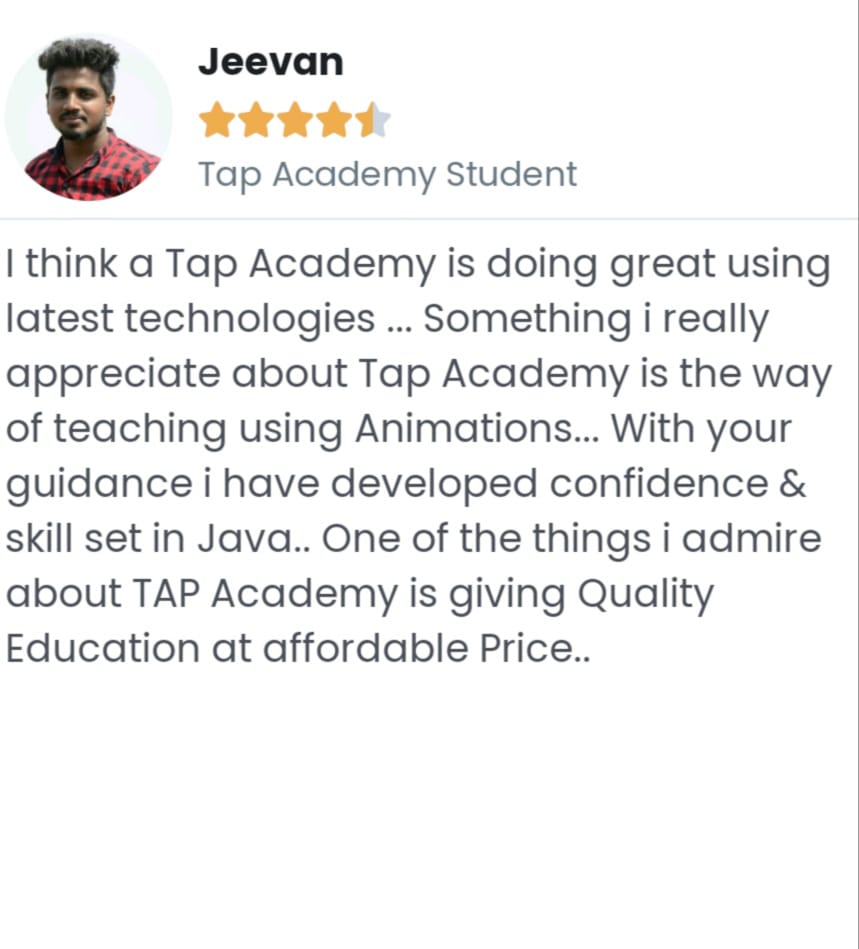 Jeevan
Tap Academy Student
I think a Tap Academy is doing great using
latest technologies ... Something i really
appreciate about Tap Academy is the way
of teaching using Animations... With your
guidance i have developed confidence &
skill set in Java.. One of the things i admire
about TAP Academy is giving Quality
Education at affordable Price..